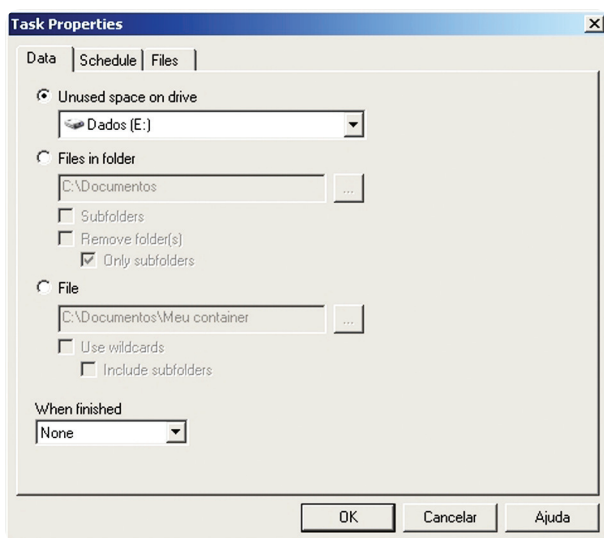 Task Properties
Data Schedule Files
Unused space on drive
Dados (E:)
Files in folder
C:\Documentos
...
Subfolders
Remove folder(s)
Only subfolders
File
C:\Documentos\Meu container
...
Use wildcards
Include subfolders
When finished
None
OK Cancelar Ajuda